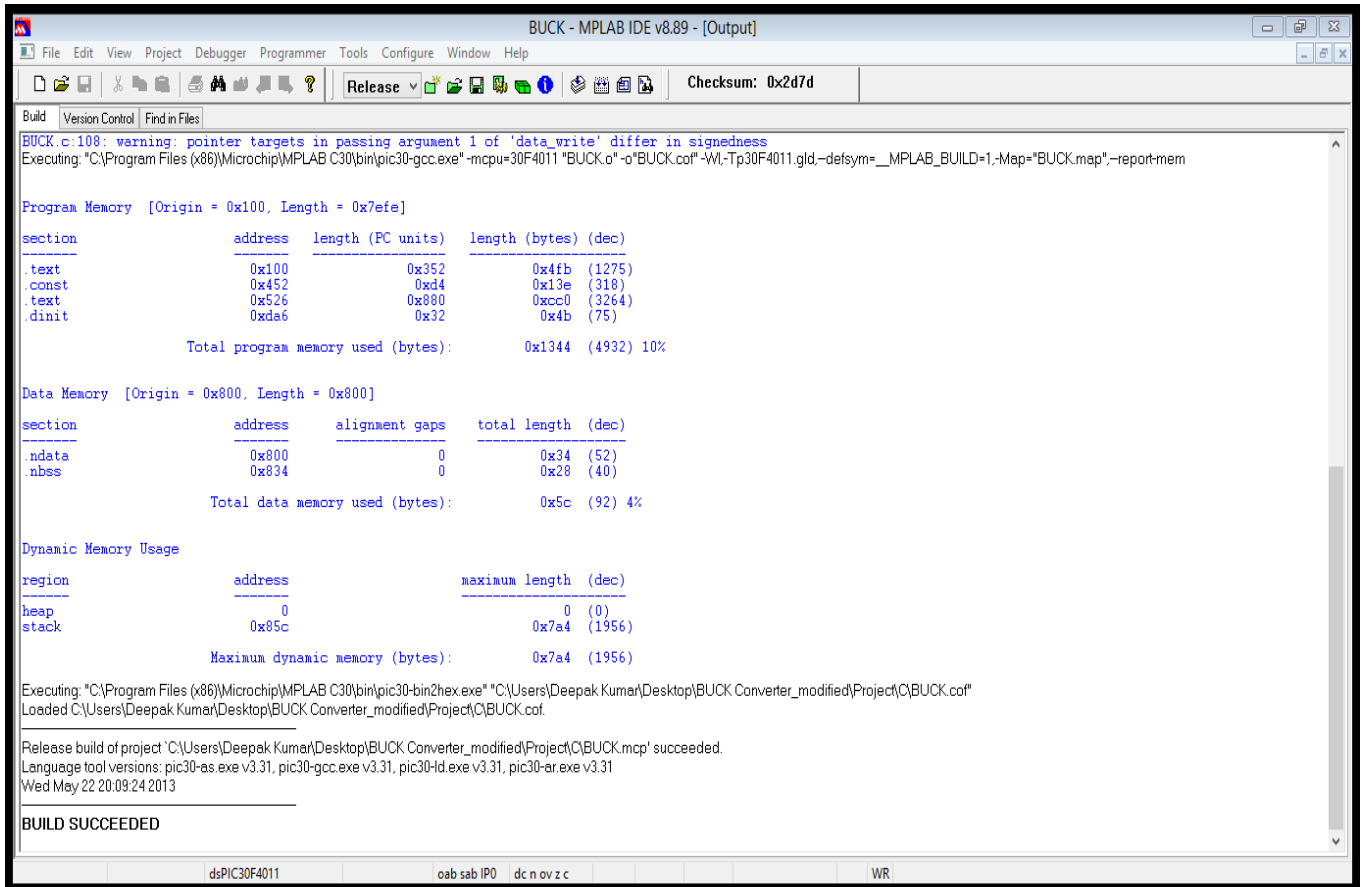 BUCK - MPLAB IDE v8.89 - [Output]
File Edit View Project Debugger Programmer Tools Configure Window Help
Release Checksum: 0x2d7d
Build Version Control Find in Files
BUCK.c:108: warning: pointer targets in passing argument 1 of 'data_write' differ in signedness
Executing: "C:\Program Files (x86)\Microchip\MPLAB C30\bin\pic30-gcc.exe" -mcpu=30F4011 "BUCK.o" -o"BUCK.cof" -Wl,-Tp30F4011.gld,--defsym=__MPLAB_BUILD=1,-Map="BUCK.map",--report-mem
Program Memory [Origin = 0x100, Length = 0x7efe]
section address length (PC units) length (bytes) (dec)
------- ------- ----------------- --------------------
.text 0x100 0x352 0x4fb (1275)
.const 0x452 0xd4 0x13e (318)
.text 0x526 0x880 0xcc0 (3264)
.dinit 0xda6 0x32 0x4b (75)
Total program memory used (bytes): 0x1344 (4932) 10%
Data Memory [Origin = 0x800, Length = 0x800]
section address alignment gaps total length (dec)
------- ------- -------------- -------------------
.ndata 0x800 0 0x34 (52)
.nbss 0x834 0 0x28 (40)
Total data memory used (bytes): 0x5c (92) 4%
Dynamic Memory Usage
region address maximum length (dec)
------ ------- ---------------------
heap 0 0 (0)
stack 0x85c 0x7a4 (1956)
Maximum dynamic memory (bytes): 0x7a4 (1956)
Executing: "C:\Program Files (x86)\Microchip\MPLAB C30\bin\pic30-bin2hex.exe" "C:\Users\Deepak Kumar\Desktop\BUCK Converter_modified\Project\C\BUCK.cof"
Loaded C:\Users\Deepak Kumar\Desktop\BUCK Converter_modified\Project\C\BUCK.cof.
Release build of project `C:\Users\Deepak Kumar\Desktop\BUCK Converter_modified\Project\C\BUCK.mcp' succeeded.
Language tool versions: pic30-as.exe v3.31, pic30-gcc.exe v3.31, pic30-ld.exe v3.31, pic30-ar.exe v3.31
Wed May 22 20:09:24 2013
BUILD SUCCEEDED
dsPIC30F4011 oab sab IP0 dc n ov z c WR